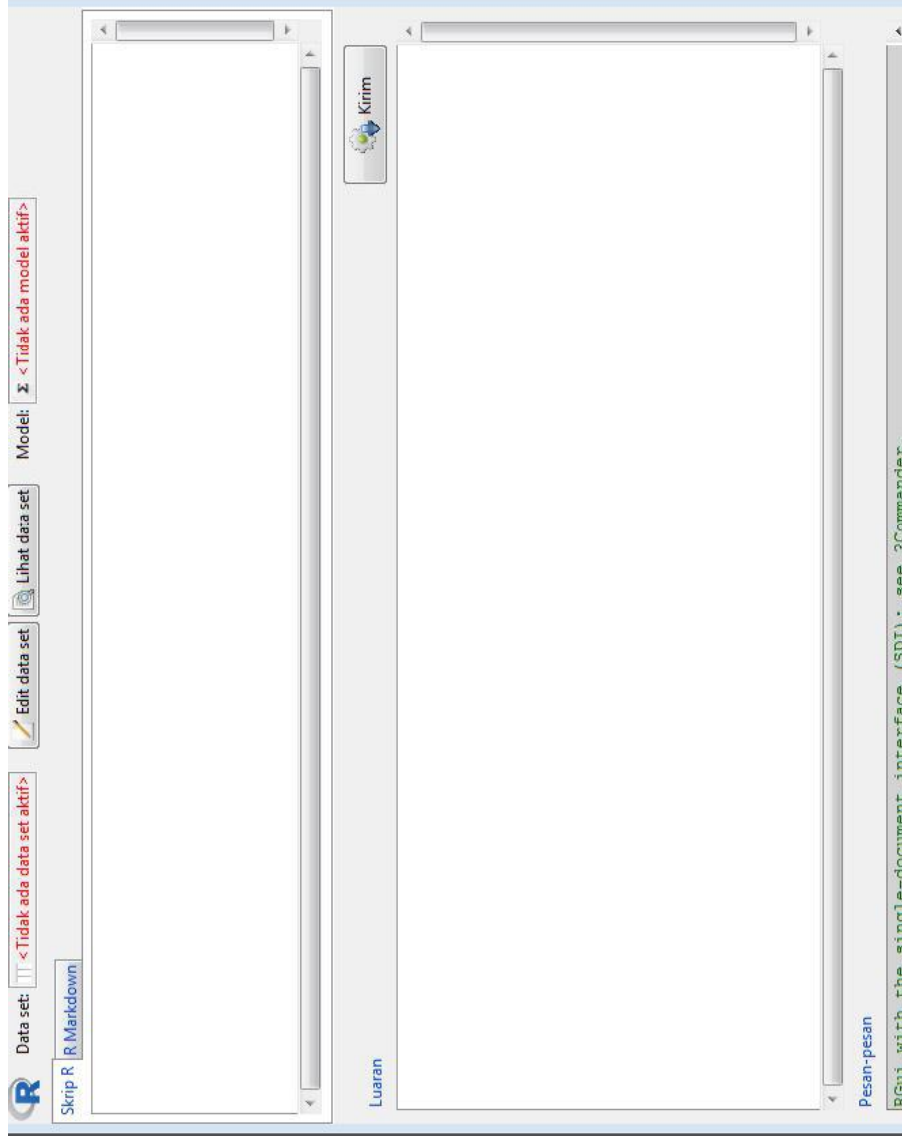 R Data set: <Tidak ada data set aktif> Edit data set Lihat data set Model: Σ <Tidak ada model aktif>
Skrip R R Markdown
Kirim
Luaran
Pesan-pesan
RGui with the single-document interface (SDI); see ?Commander